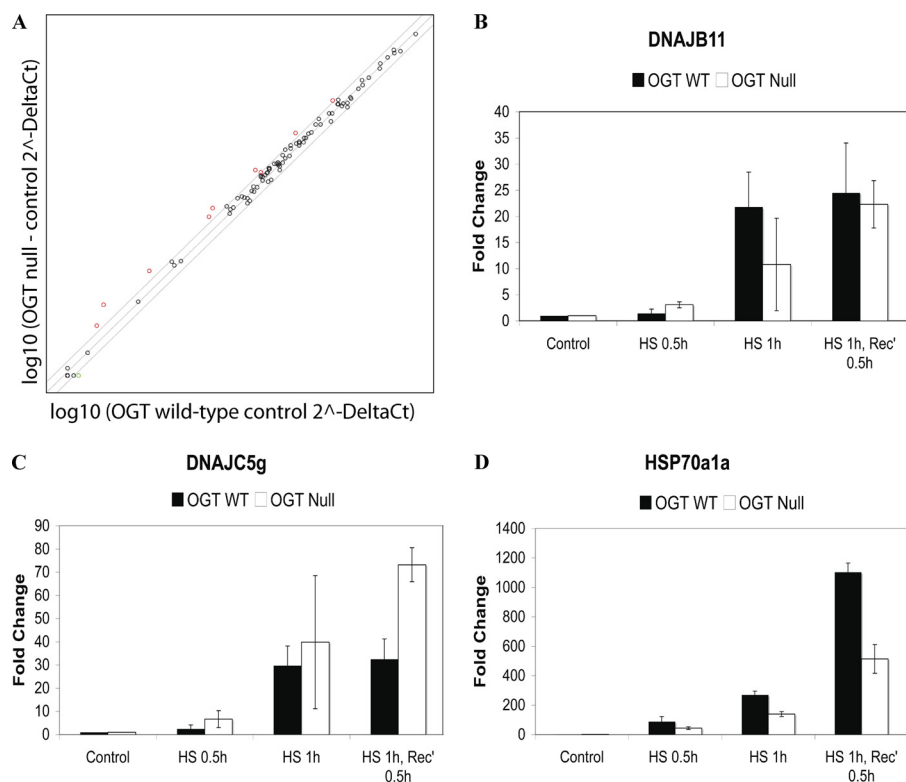 A
log10 (OGT null - control 2^-DeltaCt)
log10 (OGT wild-type control 2^-DeltaCt)
B
DNAJB11
OGT WT OGT Null
Fold Change
40
35
30
25
20
15
10
5
0
Control HS 0.5h HS 1h HS 1h, Rec'
0.5h
C
DNAJC5g
OGT WT OGT Null
Fold Change
90
80
70
60
50
40
30
20
10
0
Control HS 0.5h HS 1h HS 1h, Rec'
0.5h
D
HSP70a1a
OGT WT OGT Null
Fold Change
1400
1200
1000
800
600
400
200
0
Control HS 0.5h HS 1h HS 1h, Rec'
0.5h